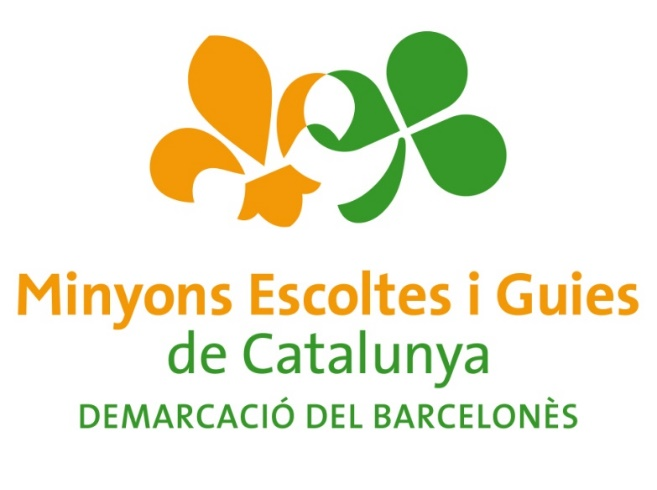 Minyons Escoltes i Guies
de Catalunya
DEMARCACIÓ DEL BARCELONÈS